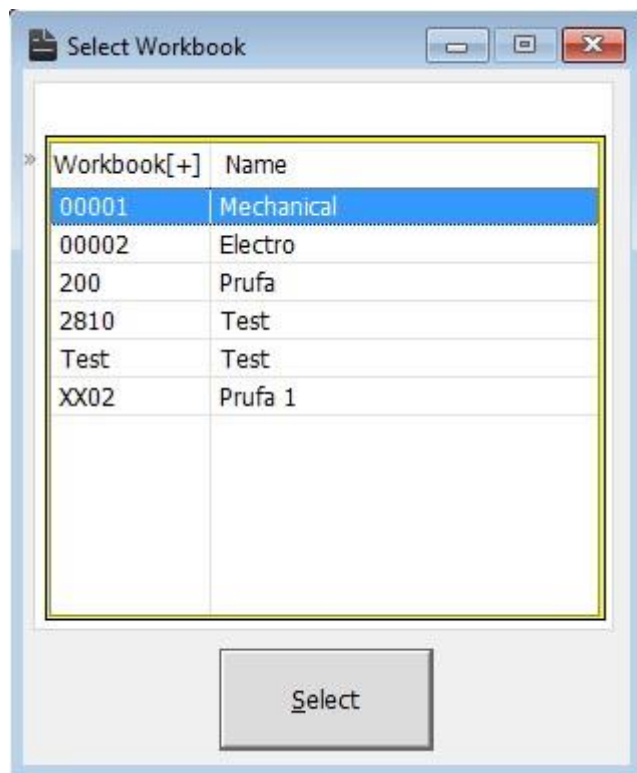 Select Workbook
»
Workbook[+] Name
00001 Mechanical
00002 Electro
200 Prufa
2810 Test
Test Test
XX02 Prufa 1
Select